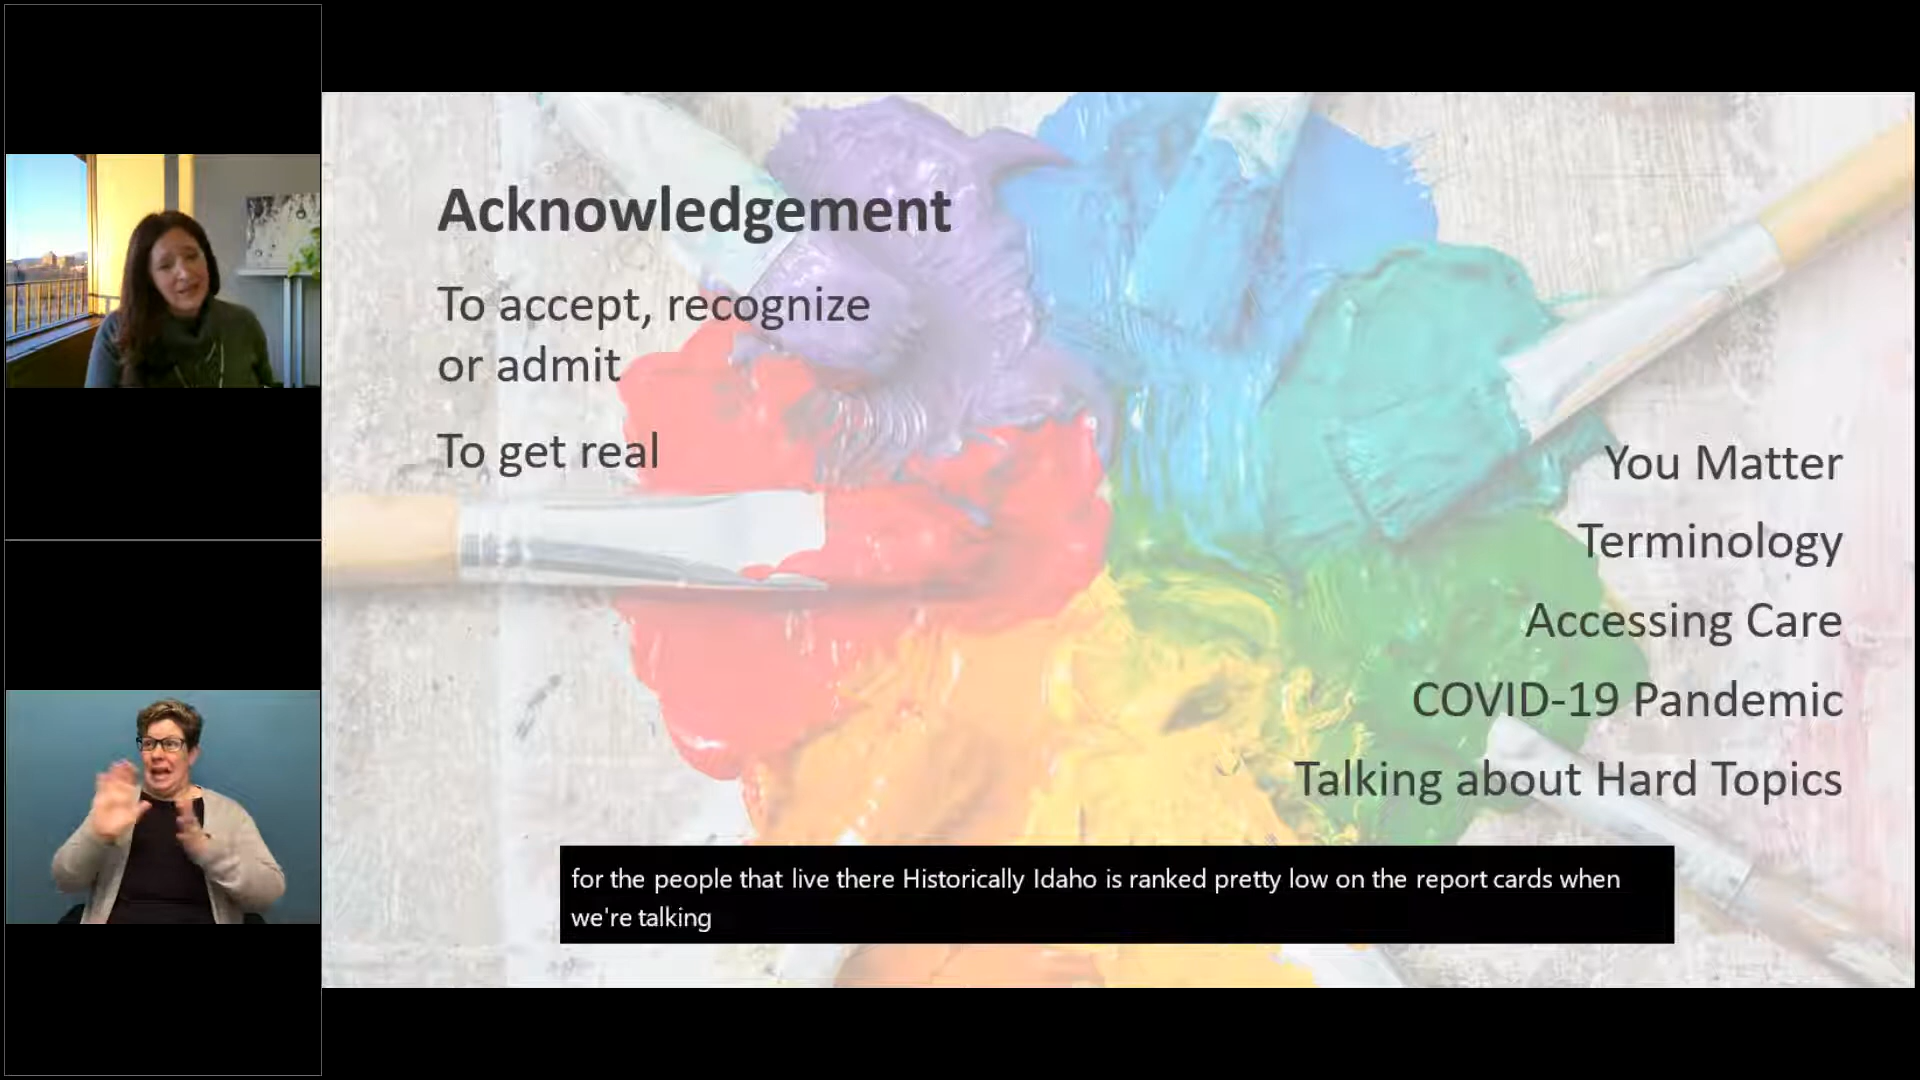 Acknowledgement
To accept, recognize
or admit
To get real
You Matter
Terminology
Accessing Care
COVID-19 Pandemic
Talking about Hard Topics
for the people that live there Historically Idaho is ranked pretty low on the report cards when
we're talking